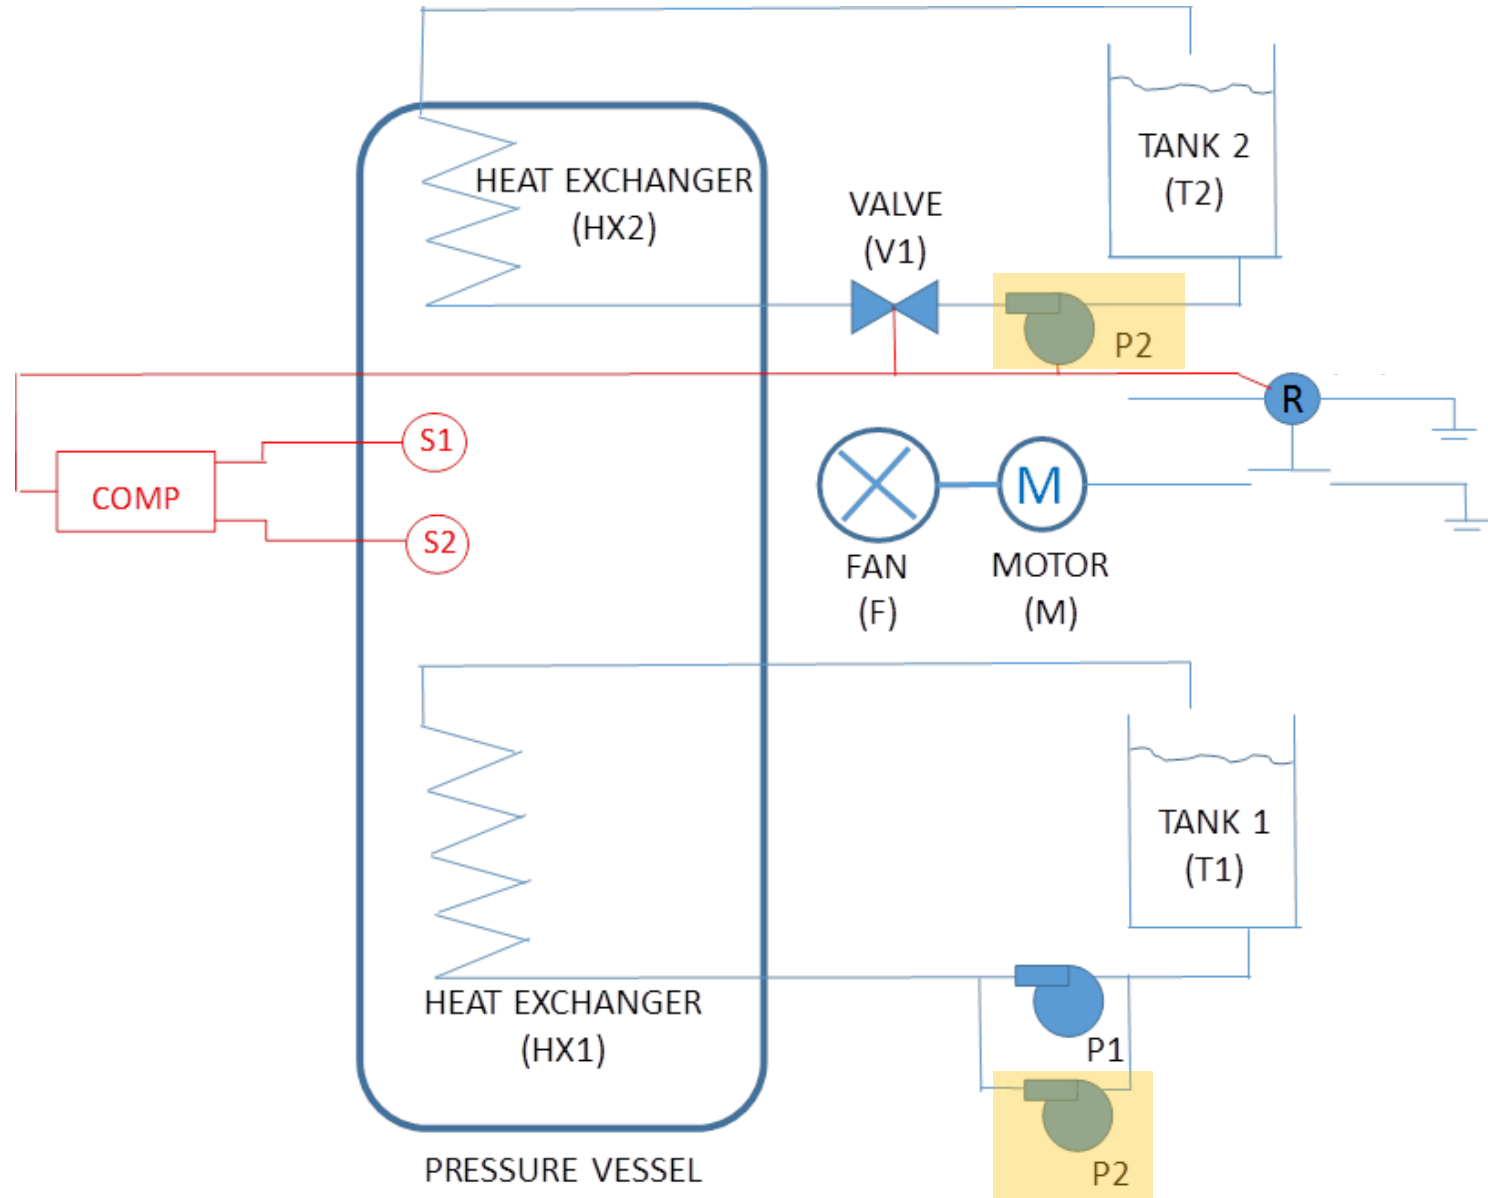 HEAT EXCHANGER
(HX2)
TANK 2
(T2)
VALVE
(V1)
P2
R
S1
COMP
S2
M
FAN
(F)
MOTOR
(M)
TANK 1
(T1)
HEAT EXCHANGER
(HX1)
P1
P2
PRESSURE VESSEL